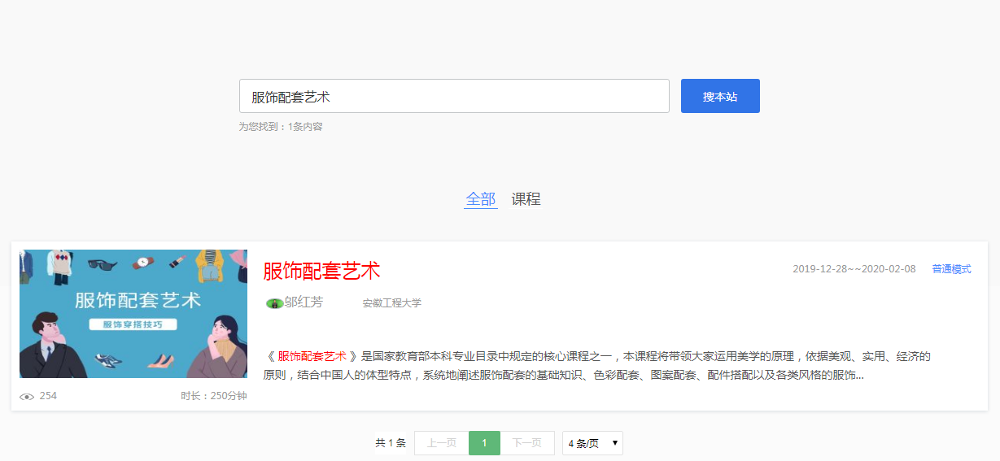 服饰配套艺术
搜本站
为您找到：1条内容
全部 课程
服饰配套艺术
服饰穿搭技巧
服饰配套艺术
2019-12-28~~2020-02-08 普通模式
邬红芳 安徽工程大学
《 服饰配套艺术 》是国家教育部本科专业目录中规定的核心课程之一，本课程将带领大家运用美学的原理，依据美观、实用、经济的
原则，结合中国人的体型特点，系统地阐述服饰配套的基础知识、色彩配套、图案配套、配件搭配以及各类风格的服饰...
254 时长：250分钟
共 1 条 上一页 1 下一页 4 条/页